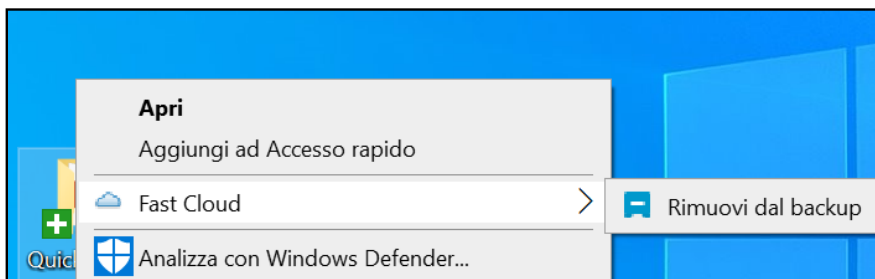 Apri
Aggiungi ad Accesso rapido
Fast Cloud
Rimuovi dal backup
Analizza con Windows Defender...